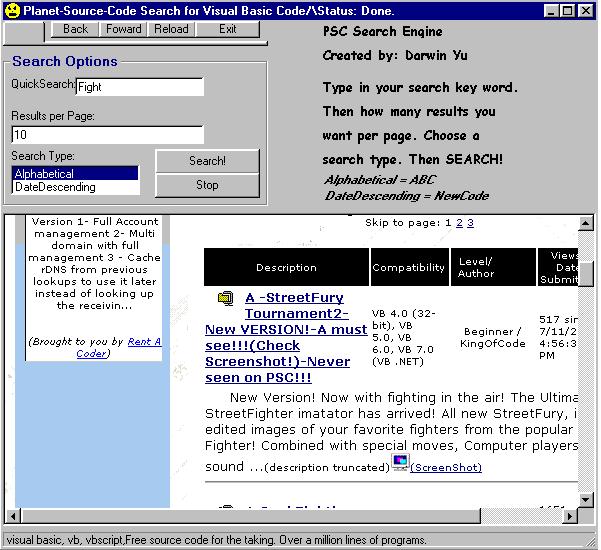 Planet-Source-Code Search for Visual Basic Code/\Status: Done.
Back Foward Reload Exit
Search Options
QuickSearch: Fight
Results per Page:
10
Search Type:
Alphabetical
DateDescending
Search!
Stop
PSC Search Engine
Created by: Darwin Yu
Type in your search key word.
Then how many results you
want per page. Choose a
search type. Then SEARCH!
Alphabetical = ABC
DateDescending = NewCode
Version 1- Full Account
management 2- Multi
domain with full
management 3 - Cache
rDNS from previous
lookups to use it later
instead of looking up
the receivin...
(Brought to you by Rent A
Coder)
Skip to page: 1 2 3
Description Compatibility Level/
Author
Views
Date
Submit
A -StreetFury
Tournament2-
New VERSION!-A must
see!!!(Check
Screenshot!)-Never
seen on PSC!!!
VB 4.0 (32-
bit), VB
5.0, VB
6.0, VB 7.0
(VB .NET)
Beginner /
KingOfCode
517 sin
7/11/2
4:56:3
PM
New Version! Now with fighting in the air! The Ultima
StreetFighter imatator has arrived! All new StreetFury, i
edited images of your favorite fighters from the popular
Fighter! Combined with special moves, Computer players
sound ...(description truncated) (ScreenShot)
visual basic, vb, vbscript,Free source code for the taking. Over a million lines of programs.